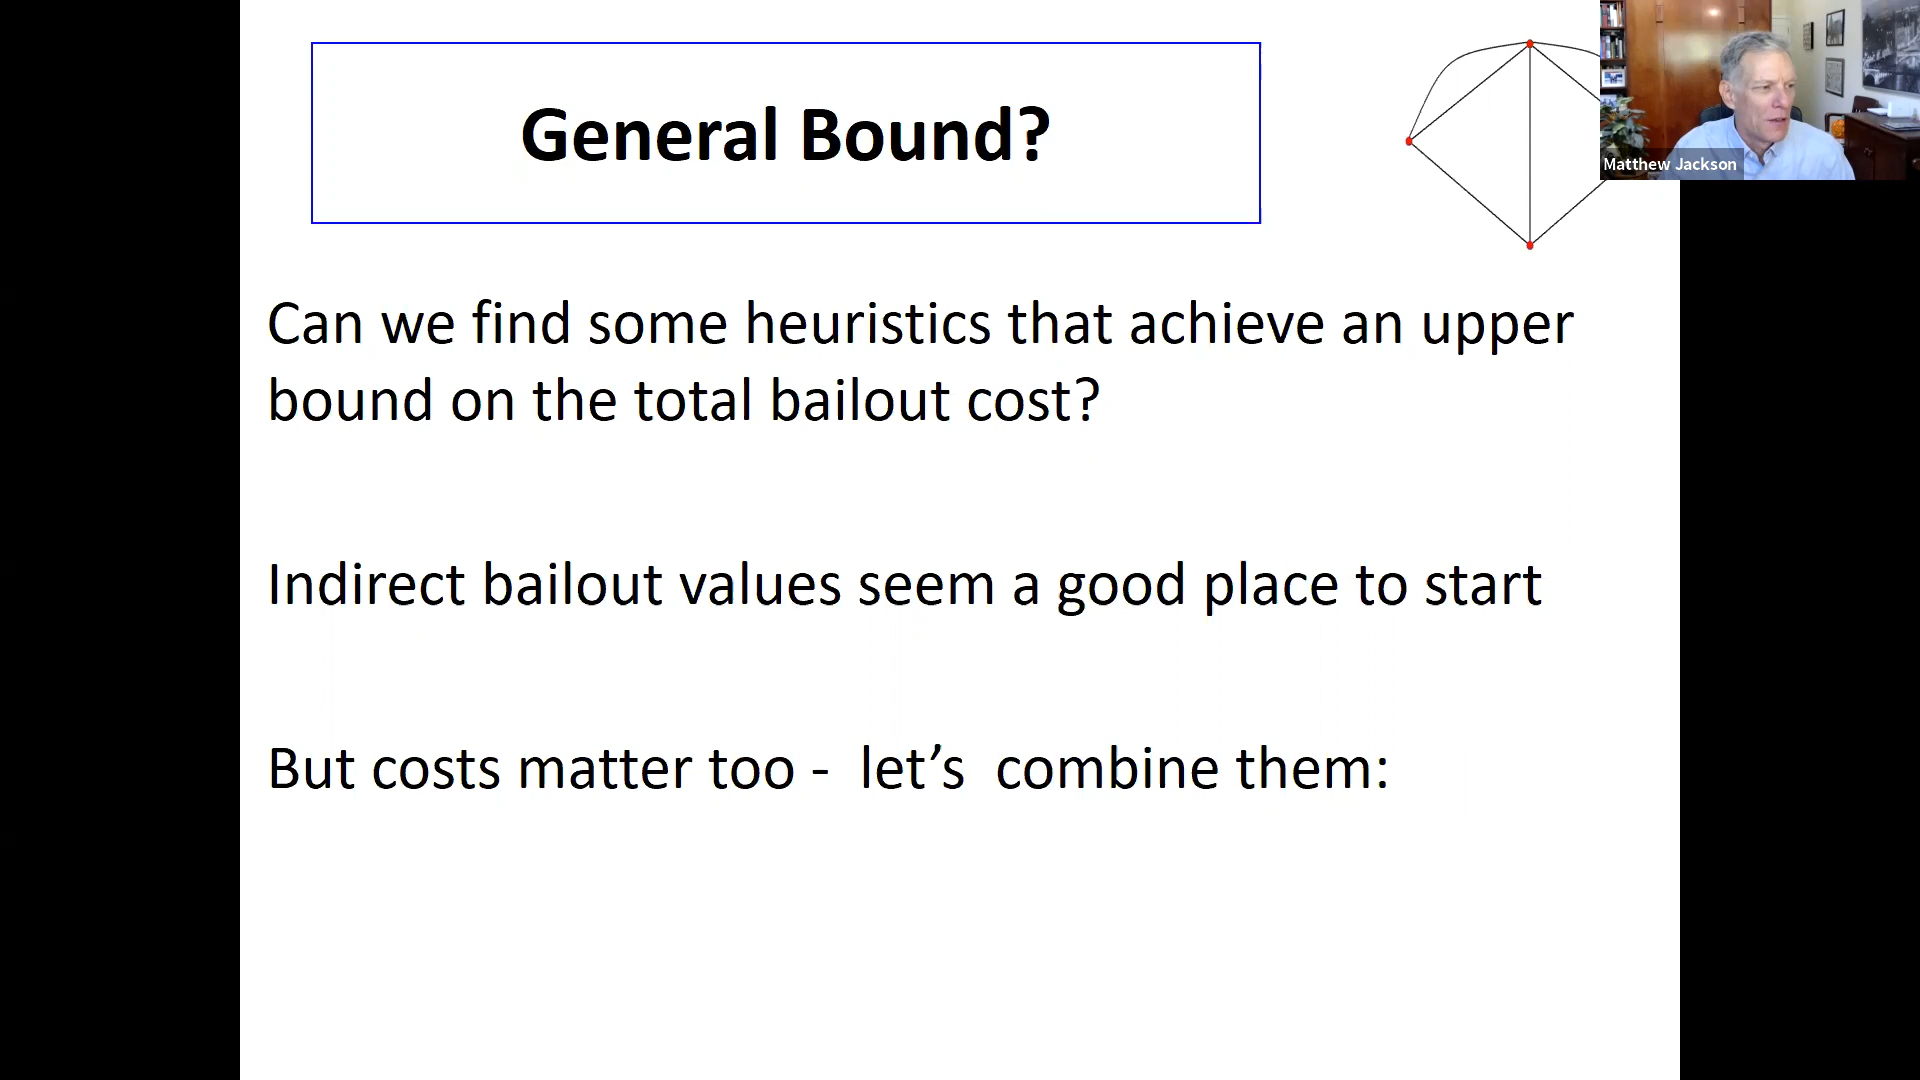 General Bound?
Matthew Jackson
Can we find some heuristics that achieve an upper
bound on the total bailout cost?
Indirect bailout values seem a good place to start
But costs matter too -  let’s  combine them: